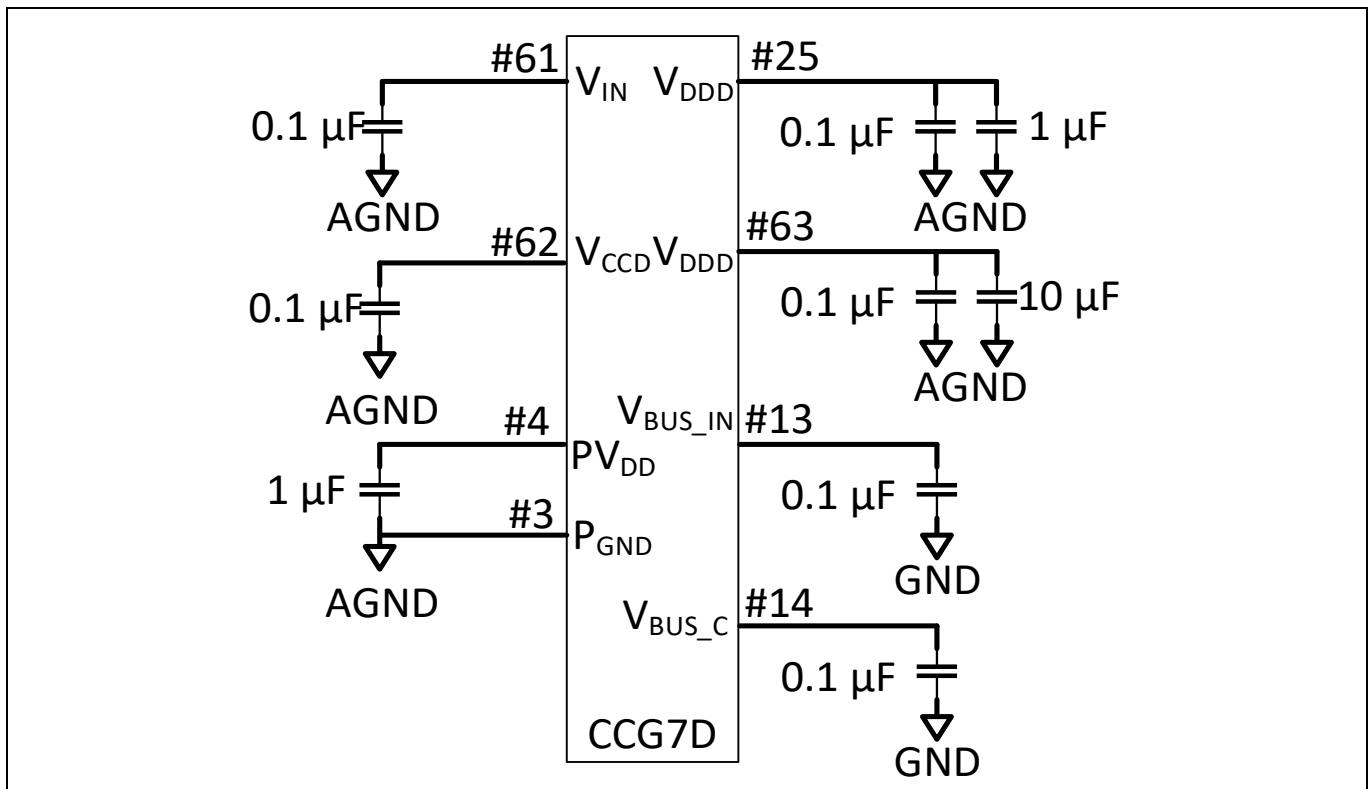 #61 V_IN V_DDD #25
0.1 µF 0.1 µF 1 µF
AGND AGND
#62 V_CCD V_DDD #63
0.1 µF 0.1 µF 10 µF
AGND AGND
#4 PV_DD V_BUS_IN #13
1 µF 0.1 µF
#3 P_GND
AGND GND
V_BUS_C #14
0.1 µF
CCG7D
GND